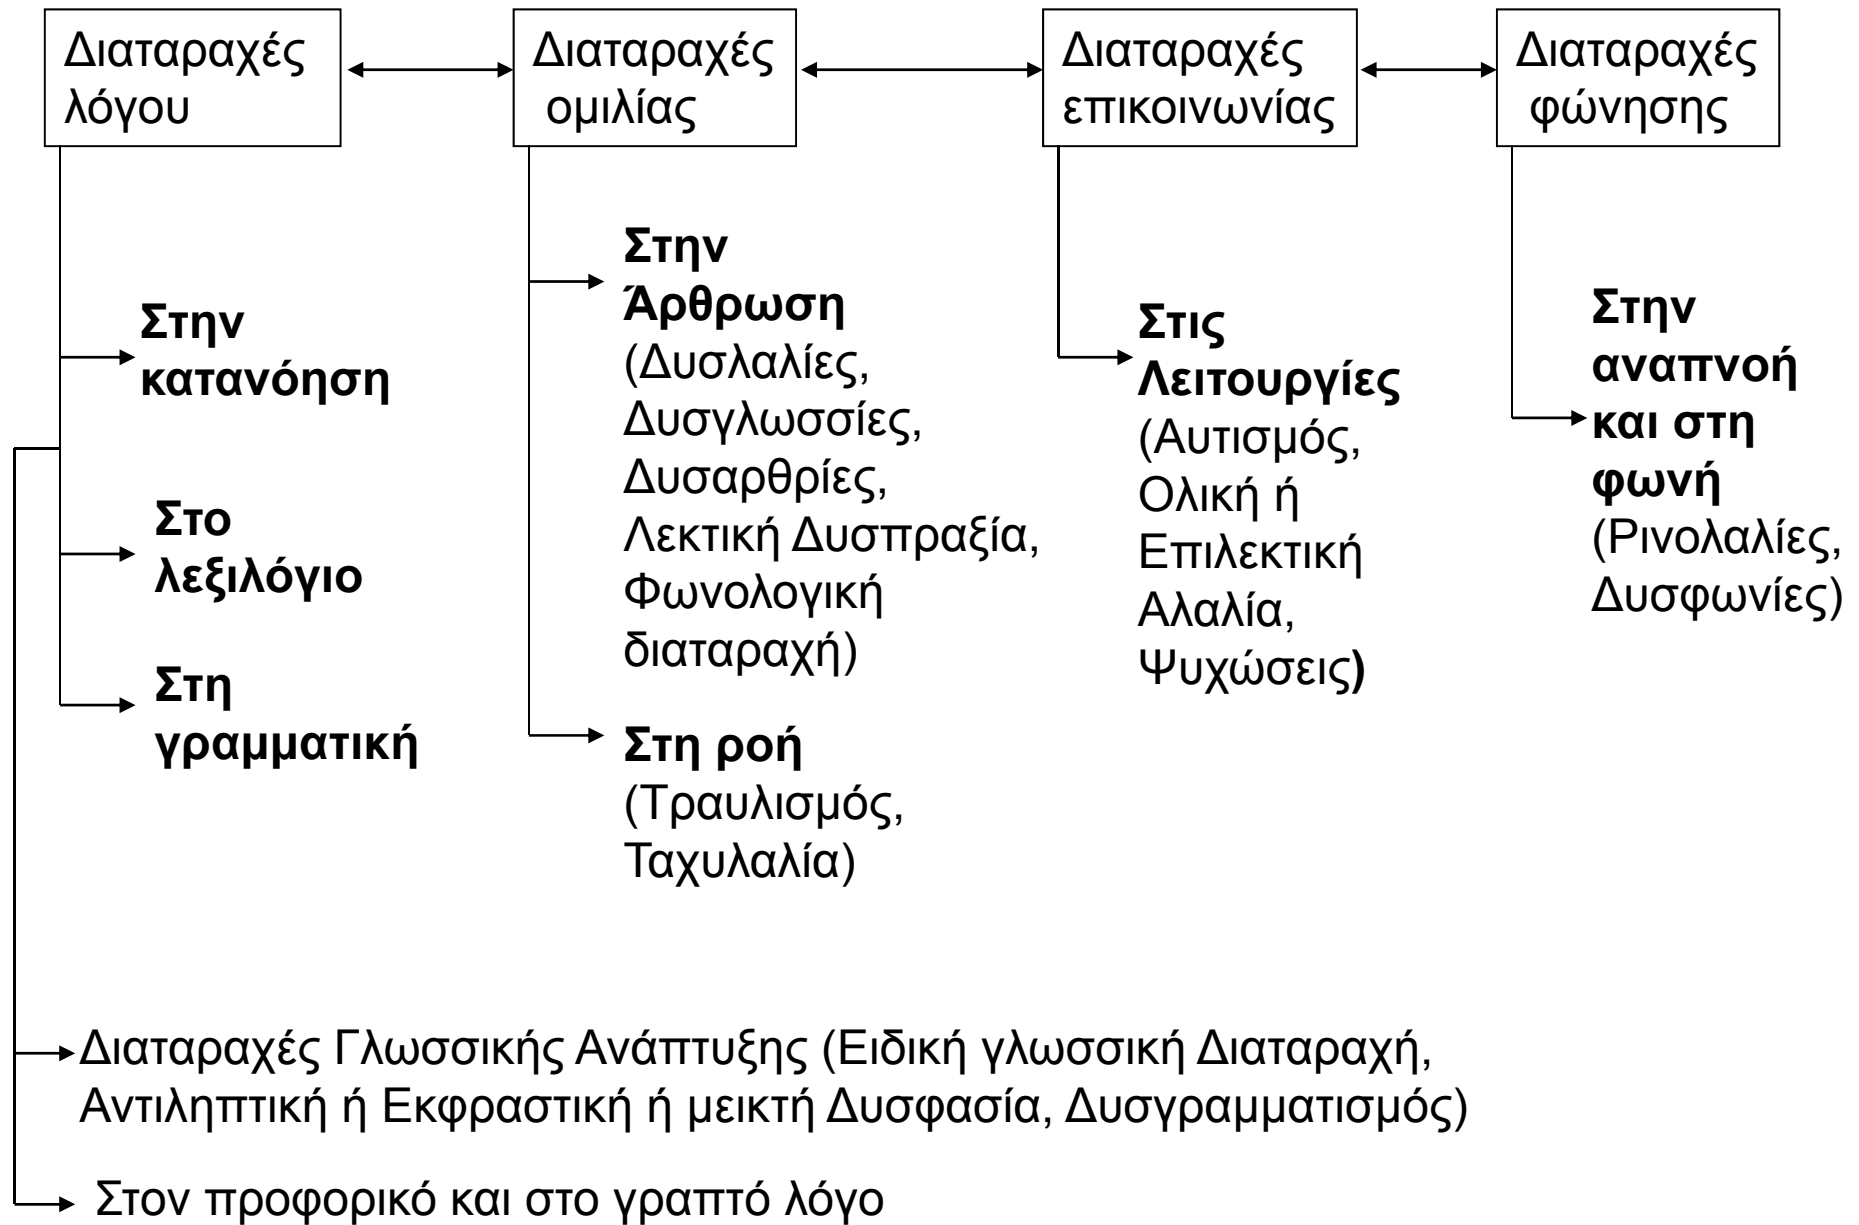 Διαταραχές
λόγου
Διαταραχές
ομιλίας
Διαταραχές
επικοινωνίας
Διαταραχές
φώνησης
Στην
κατανόηση
Στο
λεξιλόγιο
Στη
γραμματική
Στην
Άρθρωση
(Δυσλαλίες,
Δυσγλωσσίες,
Δυσαρθρίες,
Λεκτική Δυσπραξία,
Φωνολογική
διαταραχή)
Στη ροή
(Τραυλισμός,
Ταχυλαλία)
Στις
Λειτουργίες
(Αυτισμός,
Ολική ή
Επιλεκτική
Αλαλία,
Ψυχώσεις)
Στην
αναπνοή
και στη
φωνή
(Ρινολαλίες,
Δυσφωνίες)
Διαταραχές Γλωσσικής Ανάπτυξης (Ειδική γλωσσική Διαταραχή,
Αντιληπτική ή Εκφραστική ή μεικτή Δυσφασία, Δυσγραμματισμός)
Στον προφορικό και στο γραπτό λόγο